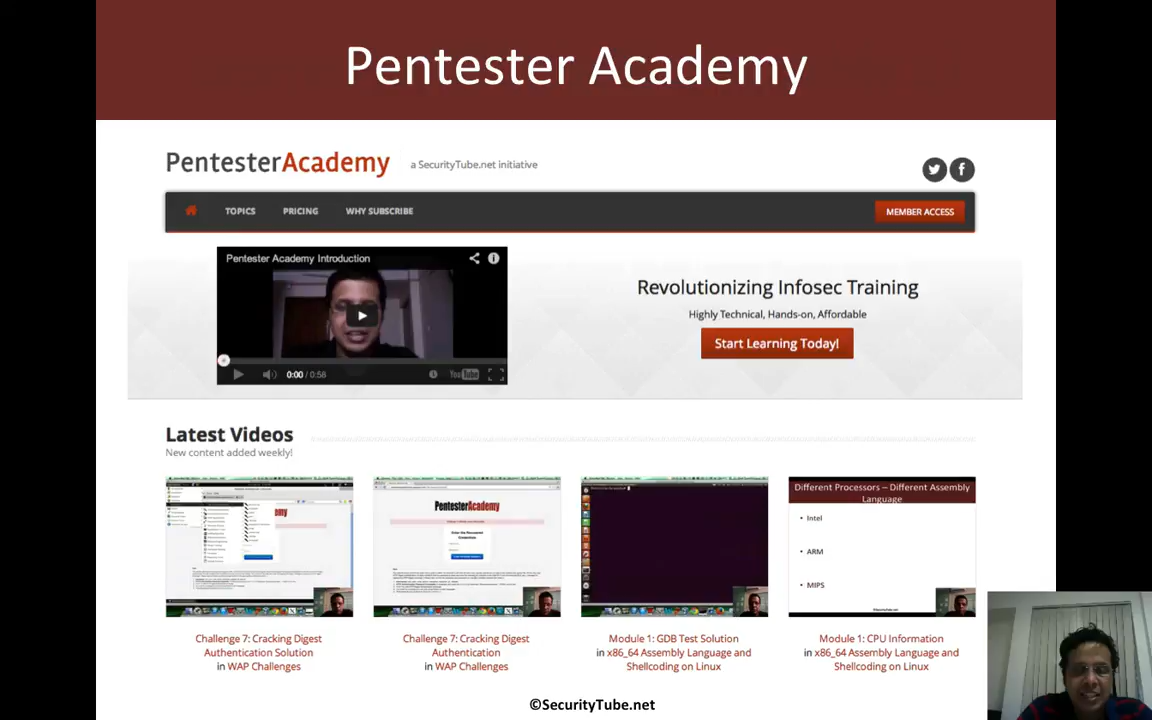 Pentester Academy
PentesterAcademy
a SecurityTube.net initiative
TOPICS
PRICING
WHY SUBSCRIBE
MEMBER ACCESS
Pentester Academy Introduction
0:00 / 0:58
YouTube
Revolutionizing Infosec Training
Highly Technical, Hands-on, Affordable
Start Learning Today!
Latest Videos
New content added weekly!
PentesterAcademy
Different Processors – Different Assembly
Language
• Intel
• ARM
• MIPS
Challenge 7: Cracking Digest
Authentication Solution
in WAP Challenges
Challenge 7: Cracking Digest
Authentication
in WAP Challenges
Module 1: GDB Test Solution
in x86_64 Assembly Language and
Shellcoding on Linux
Module 1: CPU Information
in x86_64 Assembly Language and
Shellcoding on Linux
©SecurityTube.net